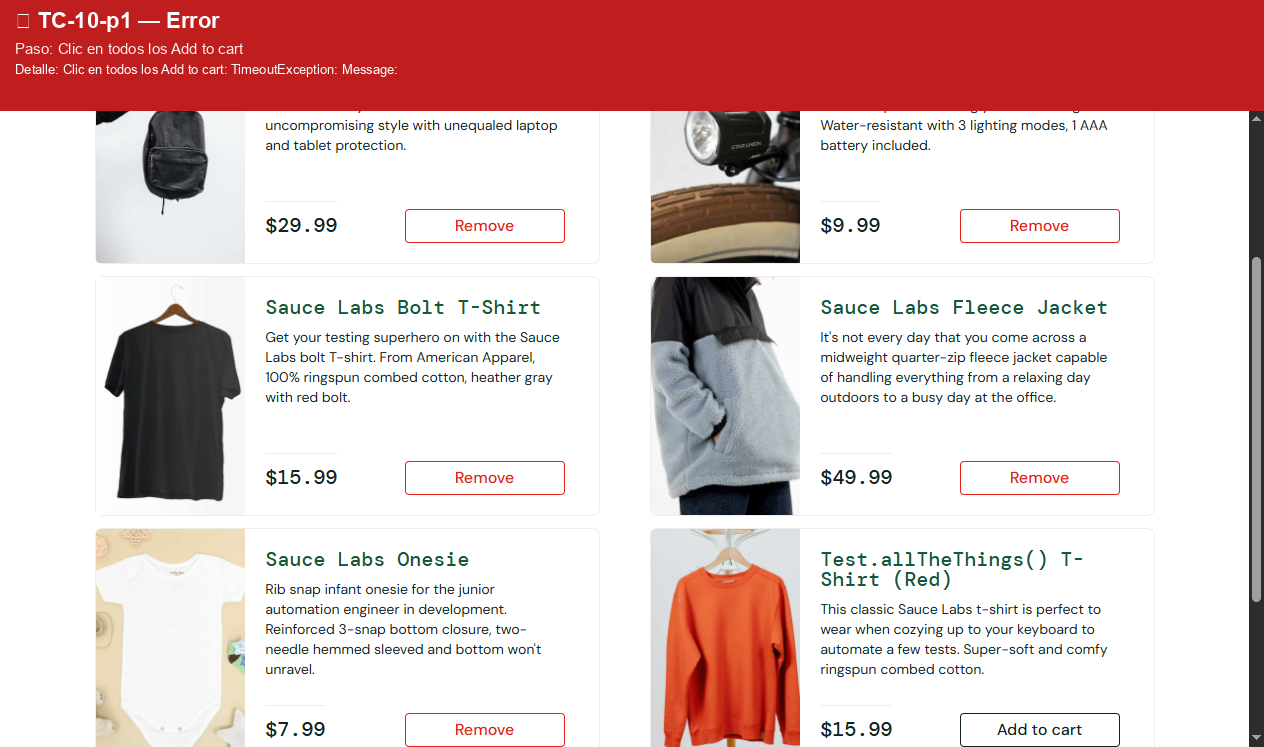 TC-10-p1 — Error
Paso: Clic en todos los Add to cart
Detalle: Clic en todos los Add to cart: TimeoutException: Message:
uncompromising style with unequaled laptop
and tablet protection.
$29.99
Remove
Water-resistant with 3 lighting modes, 1 AAA
battery included.
$9.99
Remove
Sauce Labs Bolt T-Shirt
Get your testing superhero on with the Sauce
Labs bolt T-shirt. From American Apparel,
100% ringspun combed cotton, heather gray
with red bolt.
$15.99
Remove
Sauce Labs Fleece Jacket
It's not every day that you come across a
midweight quarter-zip fleece jacket capable
of handling everything from a relaxing day
outdoors to a busy day at the office.
$49.99
Remove
Sauce Labs Onesie
Rib snap infant onesie for the junior
automation engineer in development.
Reinforced 3-snap bottom closure, two-
needle hemmed sleeved and bottom won't
unravel.
$7.99
Remove
Test.allTheThings() T-
Shirt (Red)
This classic Sauce Labs t-shirt is perfect to
wear when cozying up to your keyboard to
automate a few tests. Super-soft and comfy
ringspun combed cotton.
$15.99
Add to cart